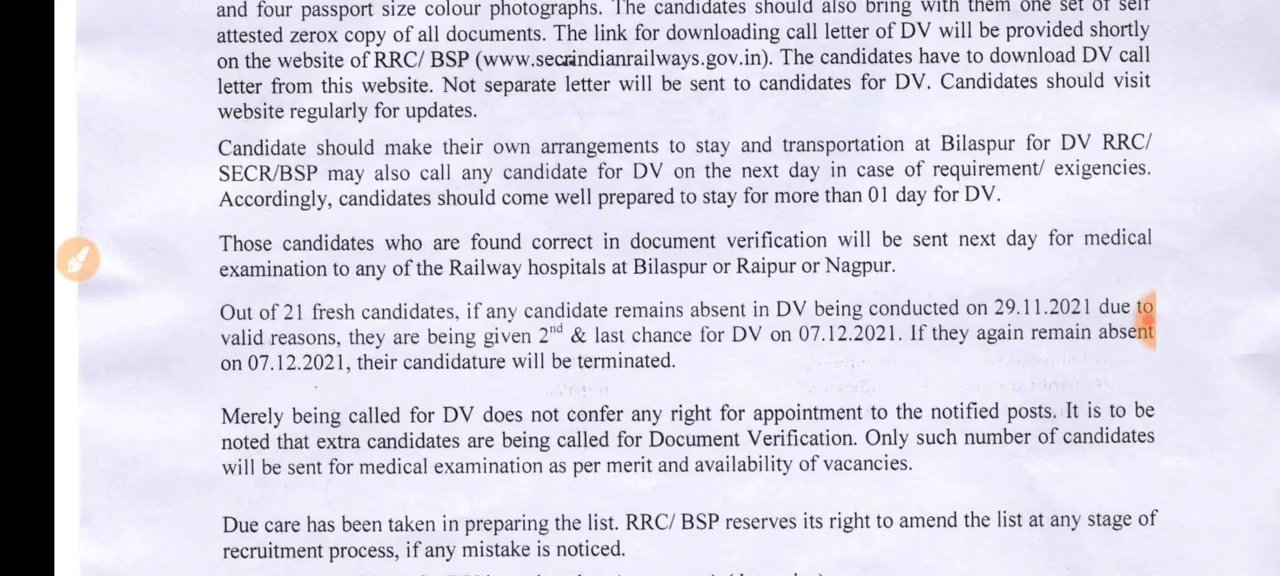 and four passport size colour photographs. The candidates should also bring with them one set of self
attested zerox copy of all documents. The link for downloading call letter of DV will be provided shortly
on the website of RRC/ BSP (www.secrindianrailways.gov.in). The candidates have to download DV call
letter from this website. Not separate letter will be sent to candidates for DV. Candidates should visit
website regularly for updates.
Candidate should make their own arrangements to stay and transportation at Bilaspur for DV RRC/
SECR/BSP may also call any candidate for DV on the next day in case of requirement/ exigencies.
Accordingly, candidates should come well prepared to stay for more than 01 day for DV.
Those candidates who are found correct in document verification will be sent next day for medical
examination to any of the Railway hospitals at Bilaspur or Raipur or Nagpur.
Out of 21 fresh candidates, if any candidate remains absent in DV being conducted on 29.11.2021 due to
valid reasons, they are being given 2nd & last chance for DV on 07.12.2021. If they again remain absent
on 07.12.2021, their candidature will be terminated.
Merely being called for DV does not confer any right for appointment to the notified posts. It is to be
noted that extra candidates are being called for Document Verification. Only such number of candidates
will be sent for medical examination as per merit and availability of vacancies.
Due care has been taken in preparing the list. RRC/ BSP reserves its right to amend the list at any stage of
recruitment process, if any mistake is noticed.